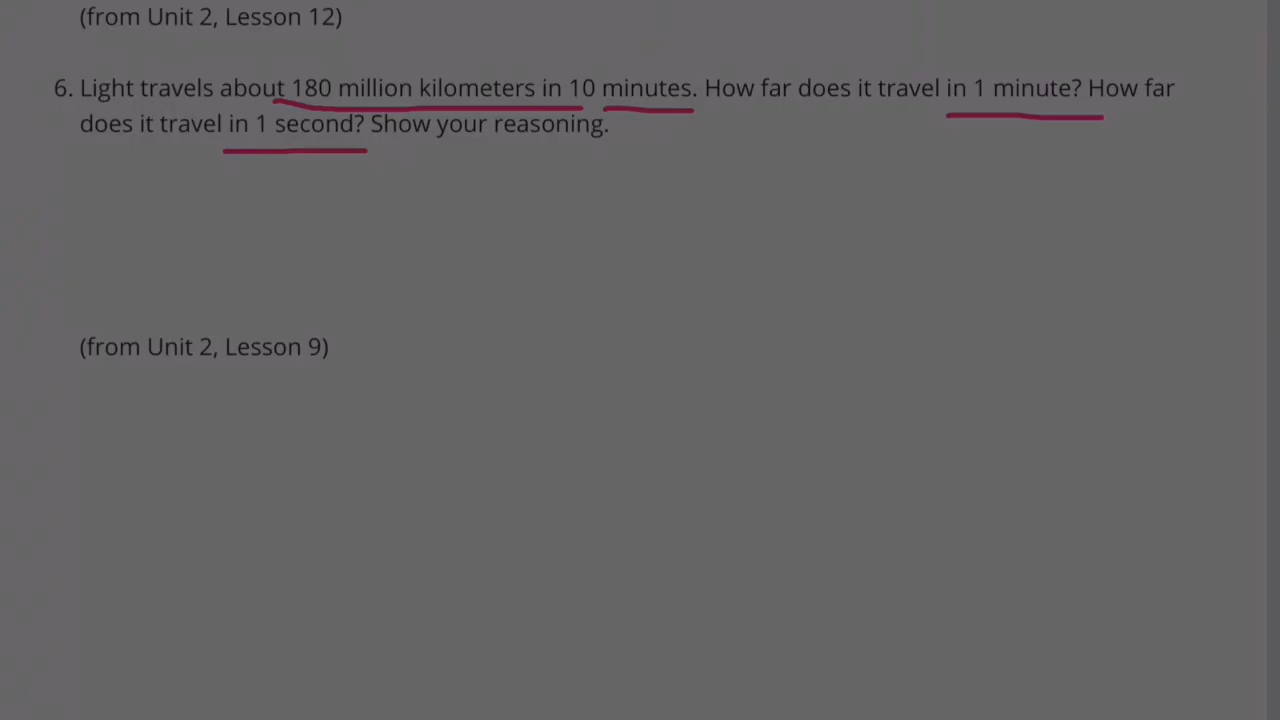 (from Unit 2, Lesson 12)
6. Light travels about 180 million kilometers in 10 minutes. How far does it travel in 1 minute? How far
does it travel in 1 second? Show your reasoning.
(from Unit 2, Lesson 9)